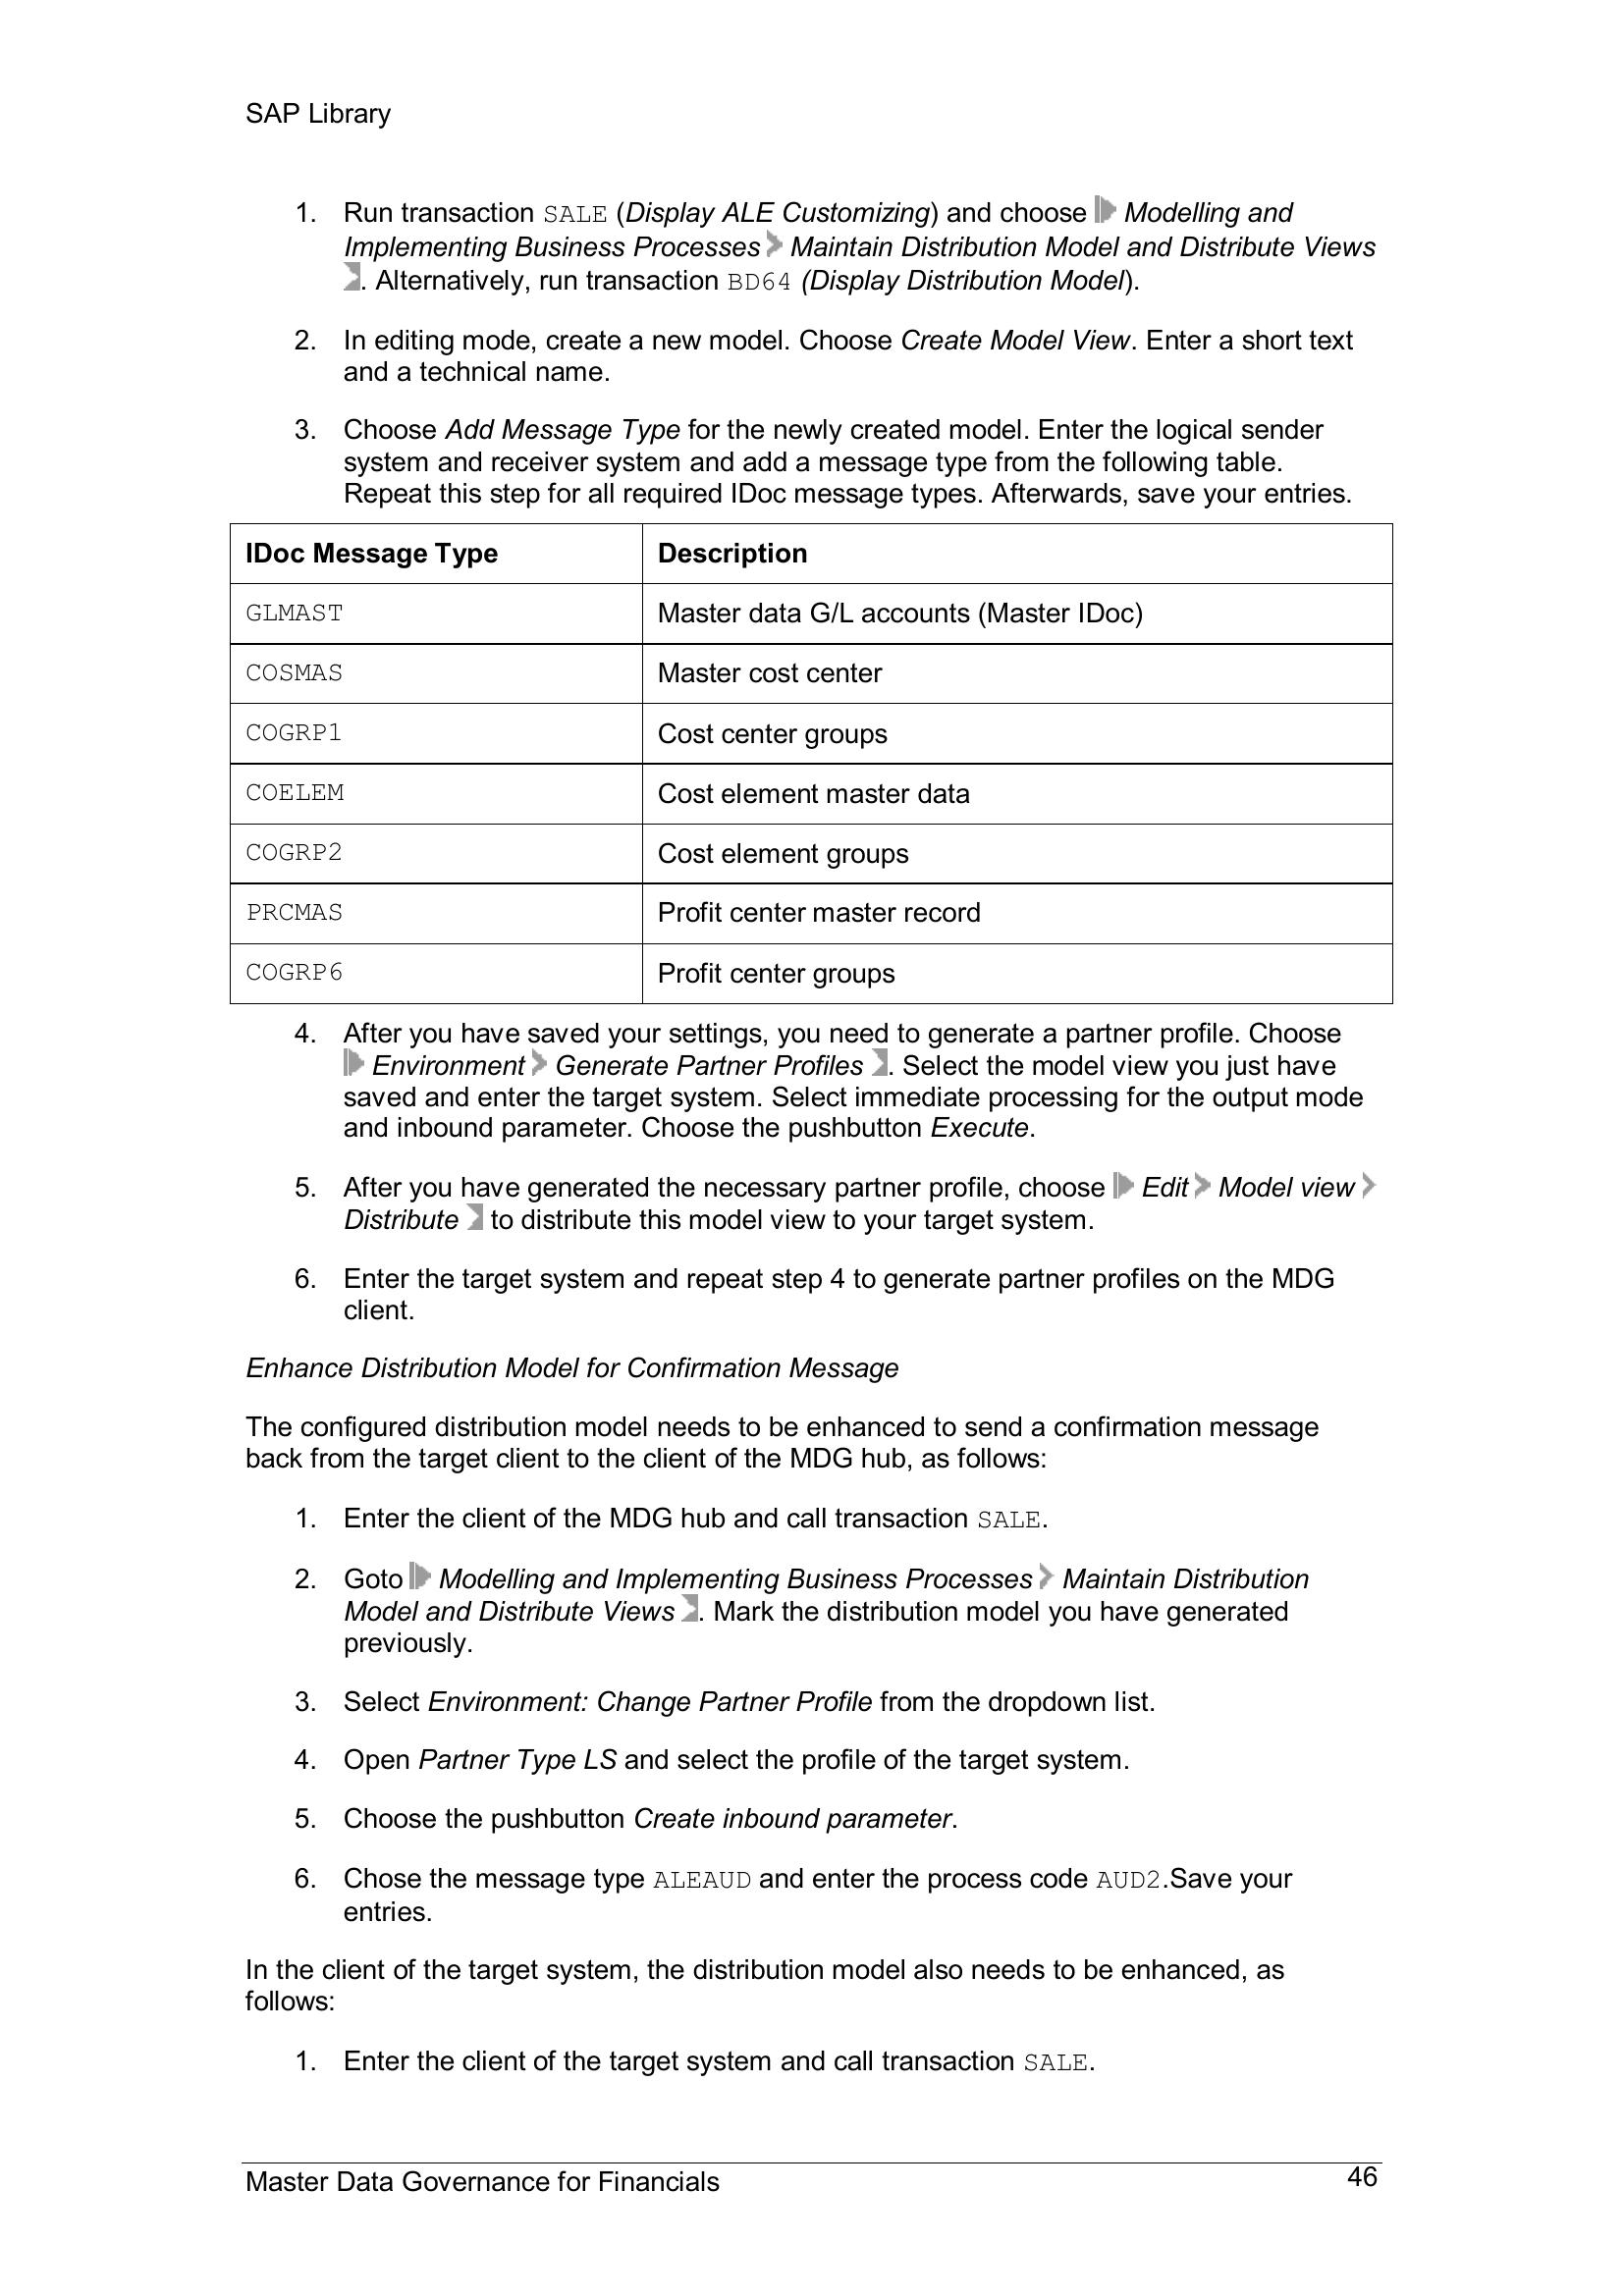 SAP Library
1. Run transaction SALE (Display ALE Customizing) and choose Modelling and
Implementing Business Processes Maintain Distribution Model and Distribute Views
. Alternatively, run transaction BD64 (Display Distribution Model).
2. In editing mode, create a new model. Choose Create Model View. Enter a short text
and a technical name.
3. Choose Add Message Type for the newly created model. Enter the logical sender
system and receiver system and add a message type from the following table.
Repeat this step for all required IDoc message types. Afterwards, save your entries.
IDoc Message Type Description
GLMAST Master data G/L accounts (Master IDoc)
COSMAS Master cost center
COGRP1 Cost center groups
COELEM Cost element master data
COGRP2 Cost element groups
PRCMAS Profit center master record
COGRP6 Profit center groups
4. After you have saved your settings, you need to generate a partner profile. Choose
Environment Generate Partner Profiles . Select the model view you just have
saved and enter the target system. Select immediate processing for the output mode
and inbound parameter. Choose the pushbutton Execute.
5. After you have generated the necessary partner profile, choose Edit Model view
Distribute to distribute this model view to your target system.
6. Enter the target system and repeat step 4 to generate partner profiles on the MDG
client.
Enhance Distribution Model for Confirmation Message
The configured distribution model needs to be enhanced to send a confirmation message
back from the target client to the client of the MDG hub, as follows:
1. Enter the client of the MDG hub and call transaction SALE.
2. Goto Modelling and Implementing Business Processes Maintain Distribution
Model and Distribute Views . Mark the distribution model you have generated
previously.
3. Select Environment: Change Partner Profile from the dropdown list.
4. Open Partner Type LS and select the profile of the target system.
5. Choose the pushbutton Create inbound parameter.
6. Chose the message type ALEAUD and enter the process code AUD2.Save your
entries.
In the client of the target system, the distribution model also needs to be enhanced, as
follows:
1. Enter the client of the target system and call transaction SALE.
Master Data Governance for Financials 46